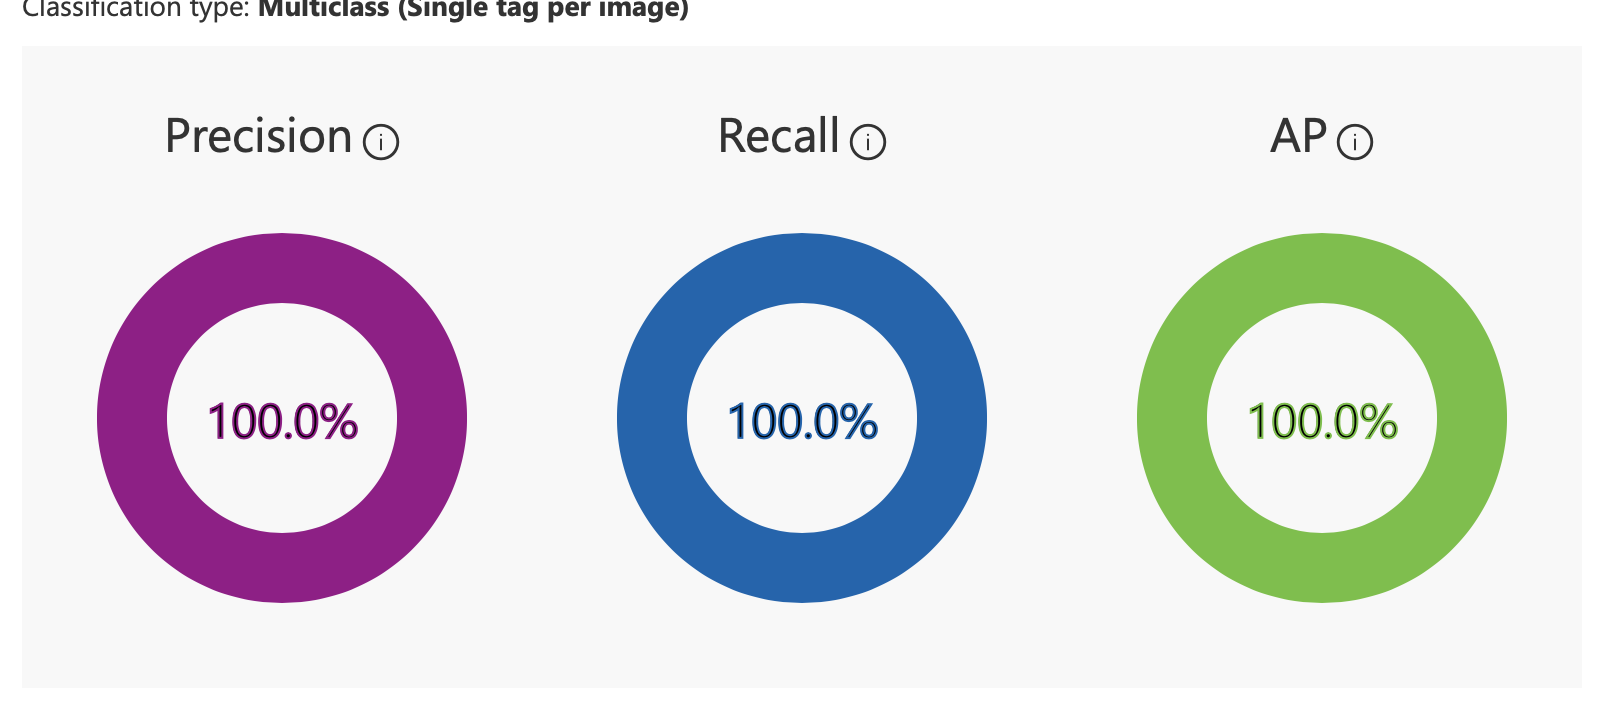 Classification type: Multiclass (Single tag per image)
Precision i Recall i AP i
100.0% 100.0% 100.0%